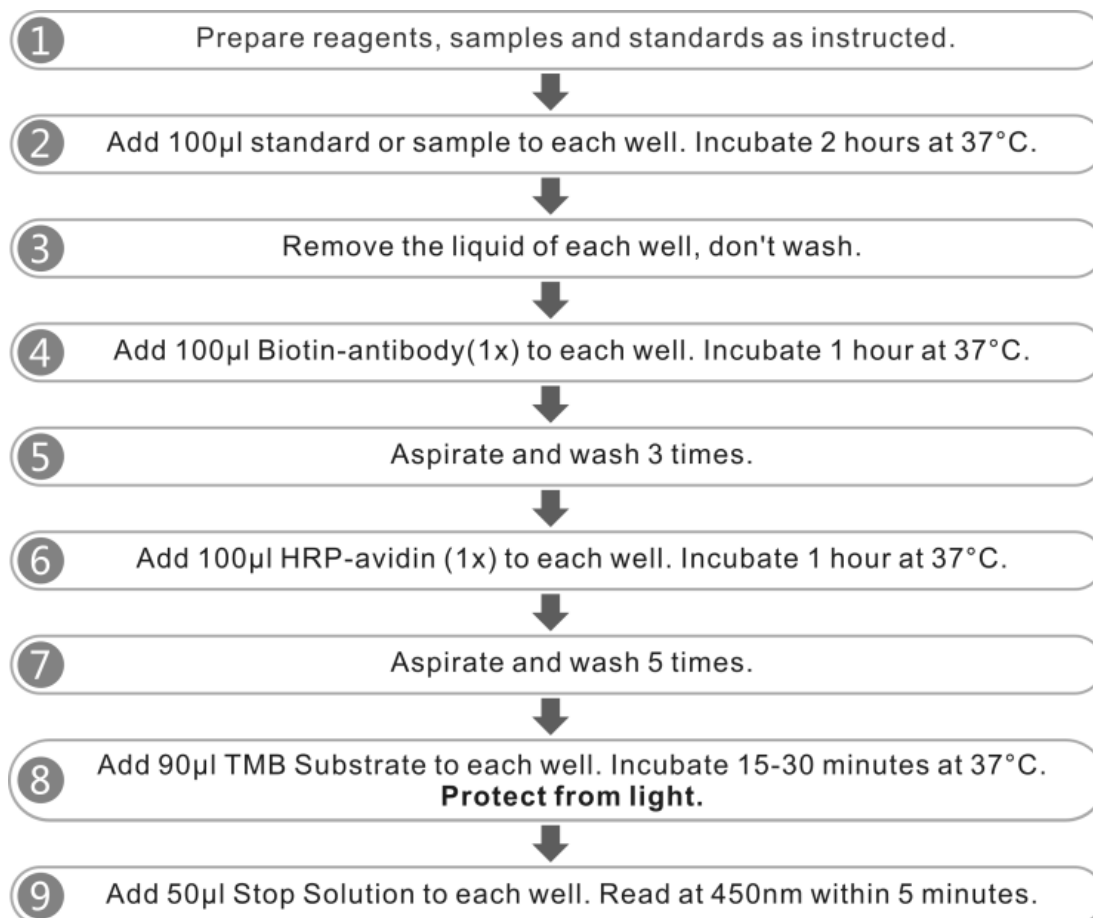 1 Prepare reagents, samples and standards as instructed.
2 Add 100µl standard or sample to each well. Incubate 2 hours at 37°C.
3 Remove the liquid of each well, don't wash.
4 Add 100µl Biotin-antibody(1x) to each well. Incubate 1 hour at 37°C.
5 Aspirate and wash 3 times.
6 Add 100µl HRP-avidin (1x) to each well. Incubate 1 hour at 37°C.
7 Aspirate and wash 5 times.
8 Add 90µl TMB Substrate to each well. Incubate 15-30 minutes at 37°C.
Protect from light.
9 Add 50µl Stop Solution to each well. Read at 450nm within 5 minutes.